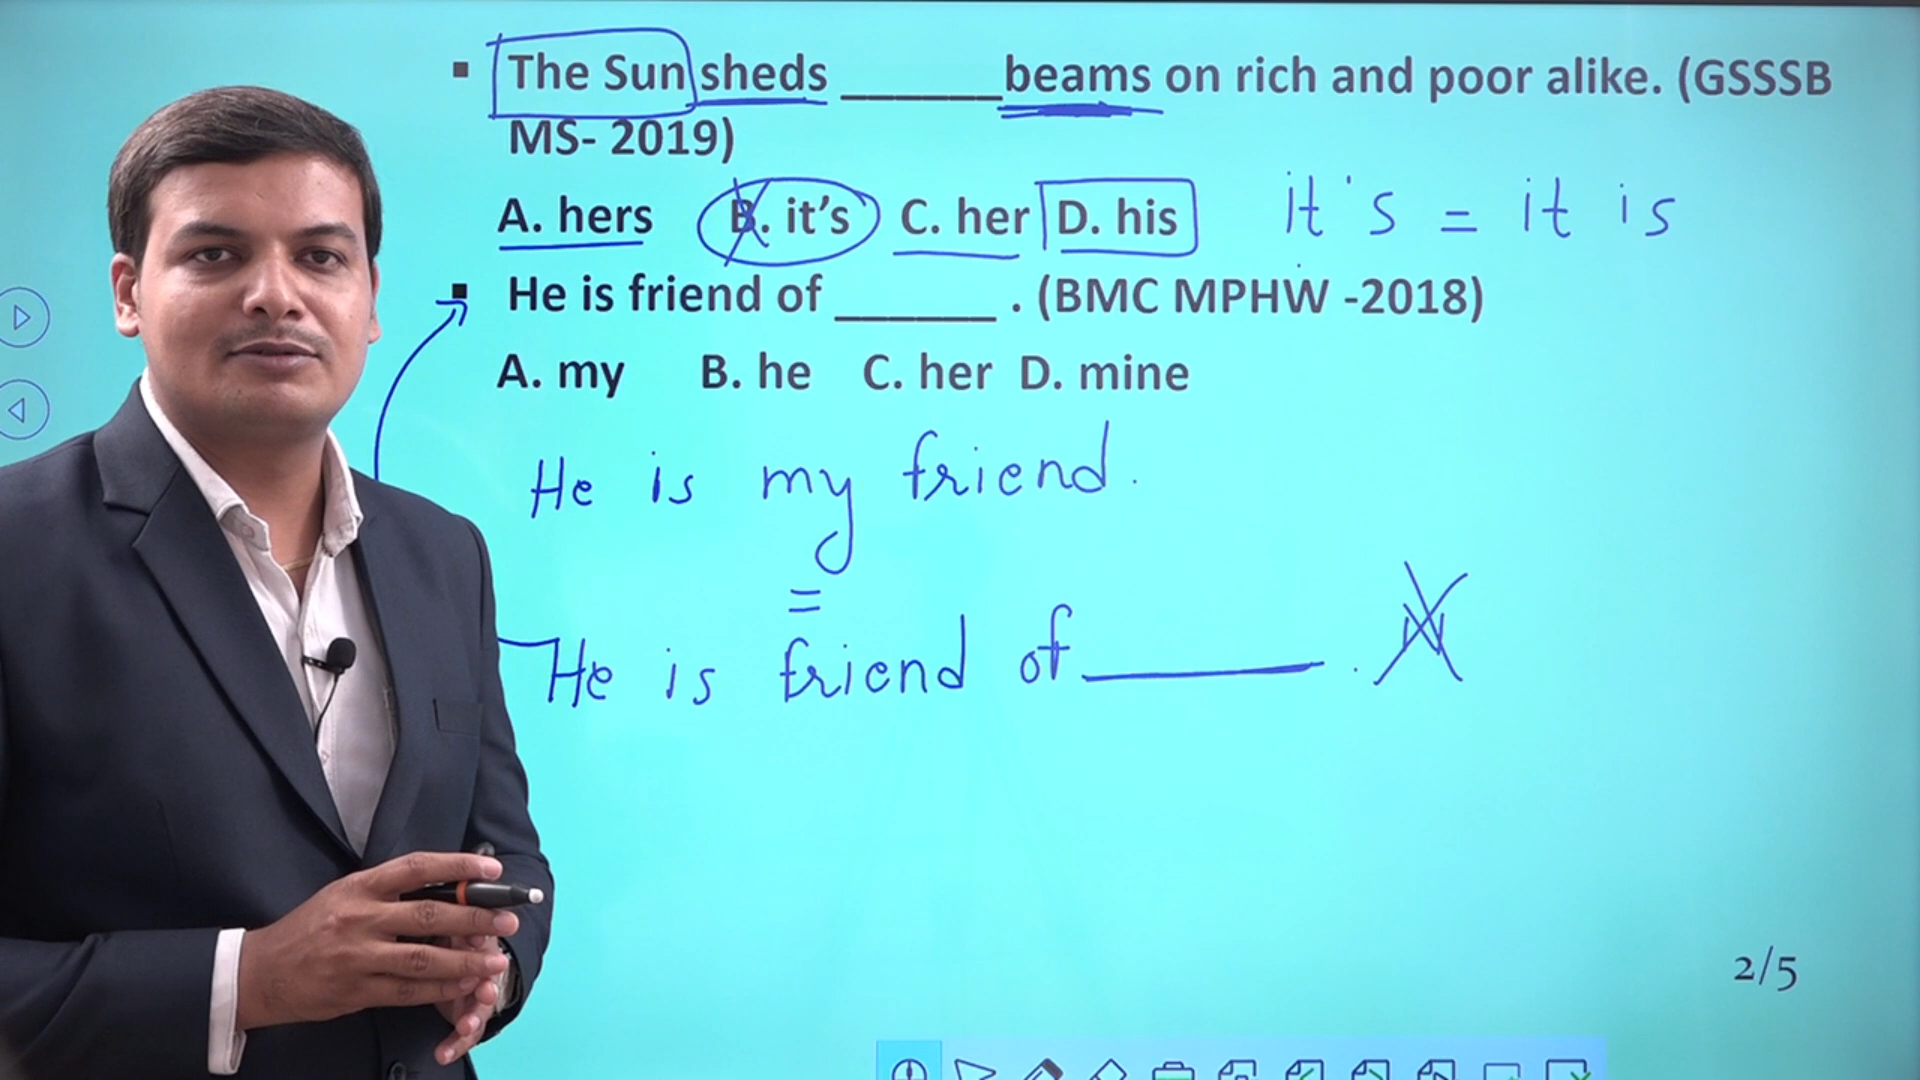 ▪ The Sun sheds ______ beams on rich and poor alike. (GSSSB
MS- 2019)
A. hers B. it’s C. her D. his it's = it is
▪ He is friend of ______ . (BMC MPHW -2018)
A. my B. he C. her D. mine
He is my friend.
=
He is friend of ______ .
2/5